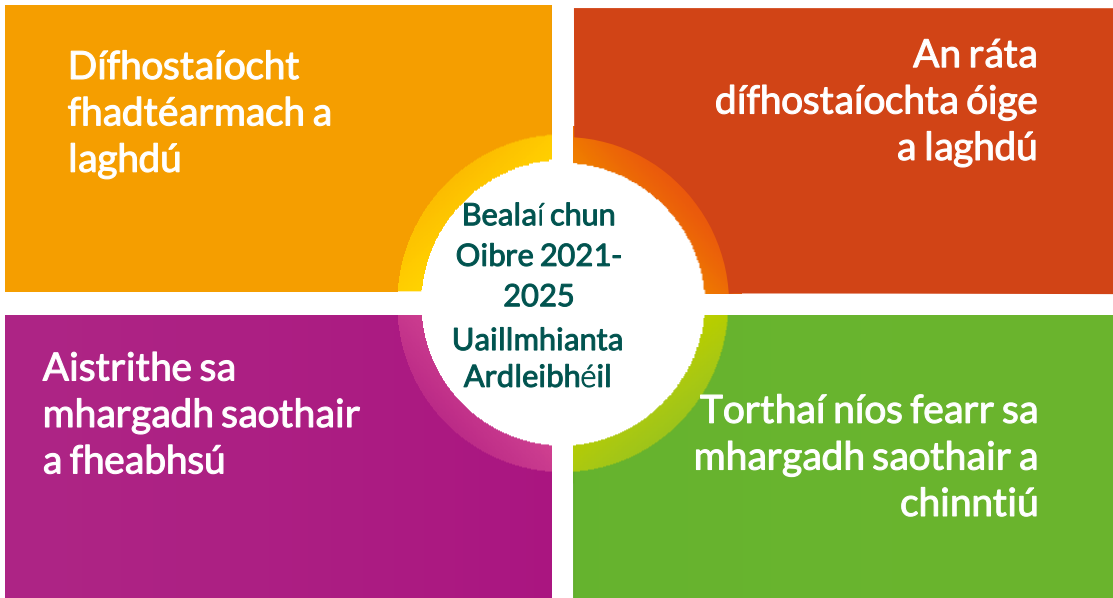 Dífhostaíocht
fhadtéarmach a
laghdú
An ráta
dífhostaíochta óige
a laghdú
Bealaí chun
Oibre 2021-
2025
Uaillmhianta
Ardleibhéil
Aistrithe sa
mhargadh saothair
a fheabhsú
Torthaí níos fearr sa
mhargadh saothair a
chinntiú